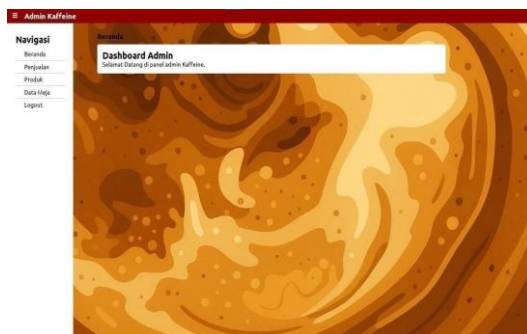 ≡ Admin Kaffeine
Navigasi
Beranda
Penjualan
Produk
Data Meja
Logout
Beranda
Dashboard Admin
Selamat Datang di panel admin Kaffeine.